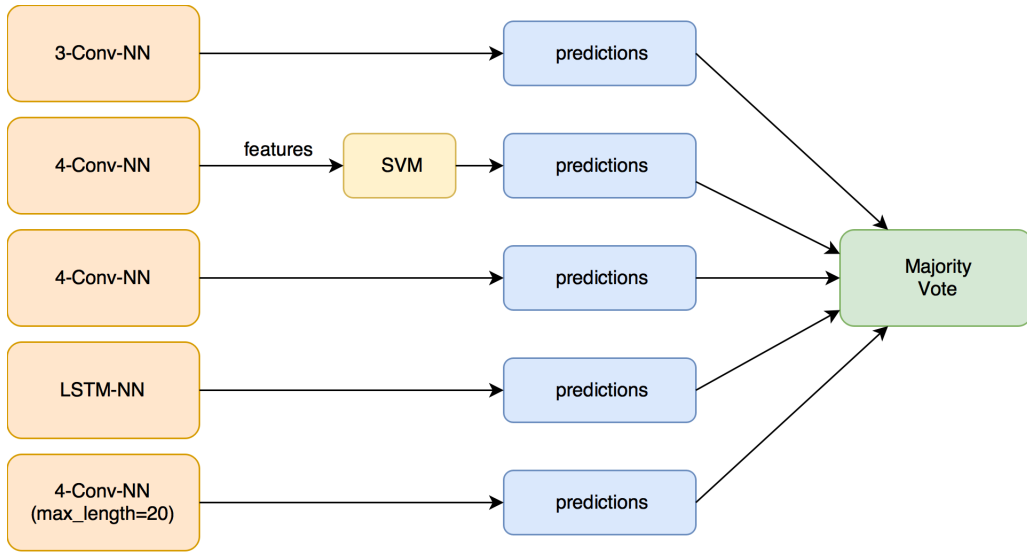 3-Conv-NN
predictions
4-Conv-NN
features
SVM
predictions
4-Conv-NN
predictions
Majority
Vote
LSTM-NN
predictions
4-Conv-NN
(max_length=20)
predictions